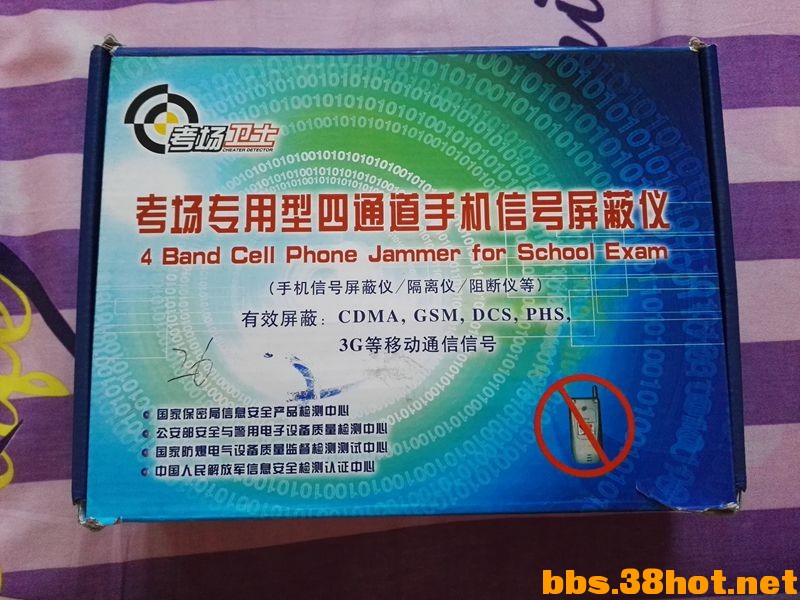 考场卫士
CHEATER DETECTOR
考场专用型四通道手机信号屏蔽仪
4 Band Cell Phone Jammer for School Exam
(手机信号屏蔽仪/隔离仪/阻断仪等)
有效屏蔽: CDMA, GSM, DCS, PHS,
3G等移动通信信号
国家保密局信息安全产品检测中心
公安部安全与警用电子设备质量检测中心
国家防爆电气设备质量监督检测测试中心
中国人民解放军信息安全检测认证中心
bbs.38hot.net